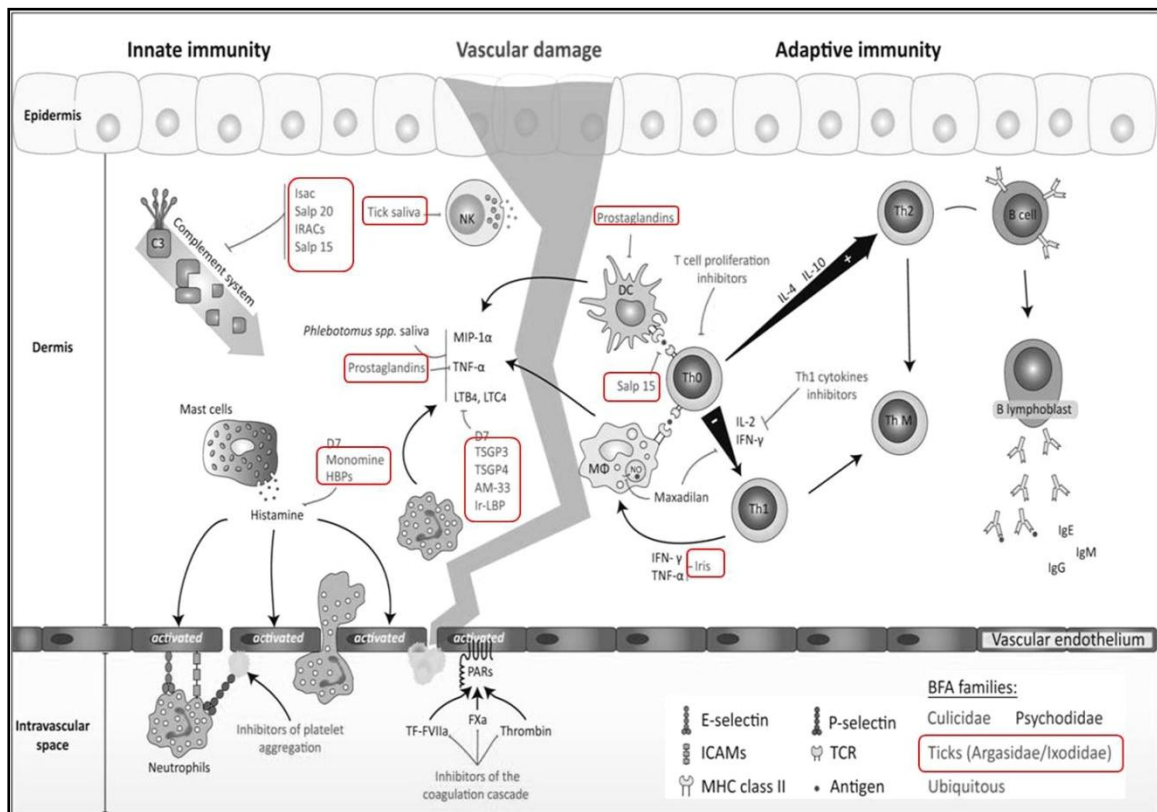 Innate immunity
Vascular damage
Adaptive immunity
Epidermis
Dermis
Intravascular
space
C3
Complement system
Isac
Salp 20
IRACs
Salp 15
Tick saliva
NK
Phlebotmus spp. saliva
Prostaglandins
MIP-1α
TNF-α
LTB4, LTC4
D7
TSGP3
TSGP4
AM-33
Ir-LBP
Mast cells
D7
Monomine
HBPs
Histamine
Prostaglandins
DC
T cell proliferation
inhibitors
Salp 15
Th0
IL-4 IL-10
+
-
IL-2
IFN-γ
Th1 cytokines
inhibitors
MΦ
NO
Maxadilan
Th1
IFN- γ
TNF-α
Iris
Th2
B cell
Th M
B lymphoblast
IgE
IgM
IgG
activated
activated
activated
activated
Vascular endothelium
PARs
TF-FVIIa
FXa
Thrombin
Inhibitors of the
coagulation cascade
Inhibitors of platelet
aggregation
Neutrophils
E-selectin
P-selectin
ICAMs
TCR
MHC class II
Antigen
BFA families:
Culicidae Psychodidae
Ticks (Argasidae/Ixodidae)
Ubiquitous